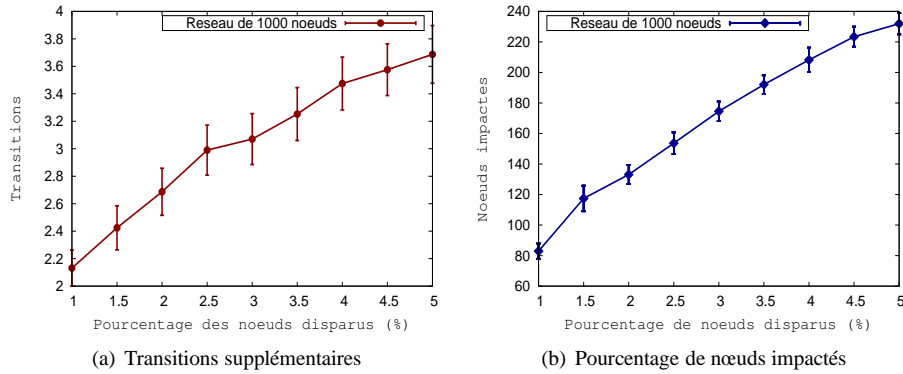 Reseau de 1000 noeuds
4
3.8
3.6
3.4
3.2
3
2.8
2.6
2.4
2.2
2
Transitions
1 1.5 2 2.5 3 3.5 4 4.5 5
Pourcentage des noeuds disparus (%)
(a) Transitions supplémentaires
Reseau de 1000 noeuds
240
220
200
180
160
140
120
100
80
60
Noeuds impactes
1 1.5 2 2.5 3 3.5 4 4.5 5
Pourcentage de noeuds disparus (%)
(b) Pourcentage de nœuds impactés